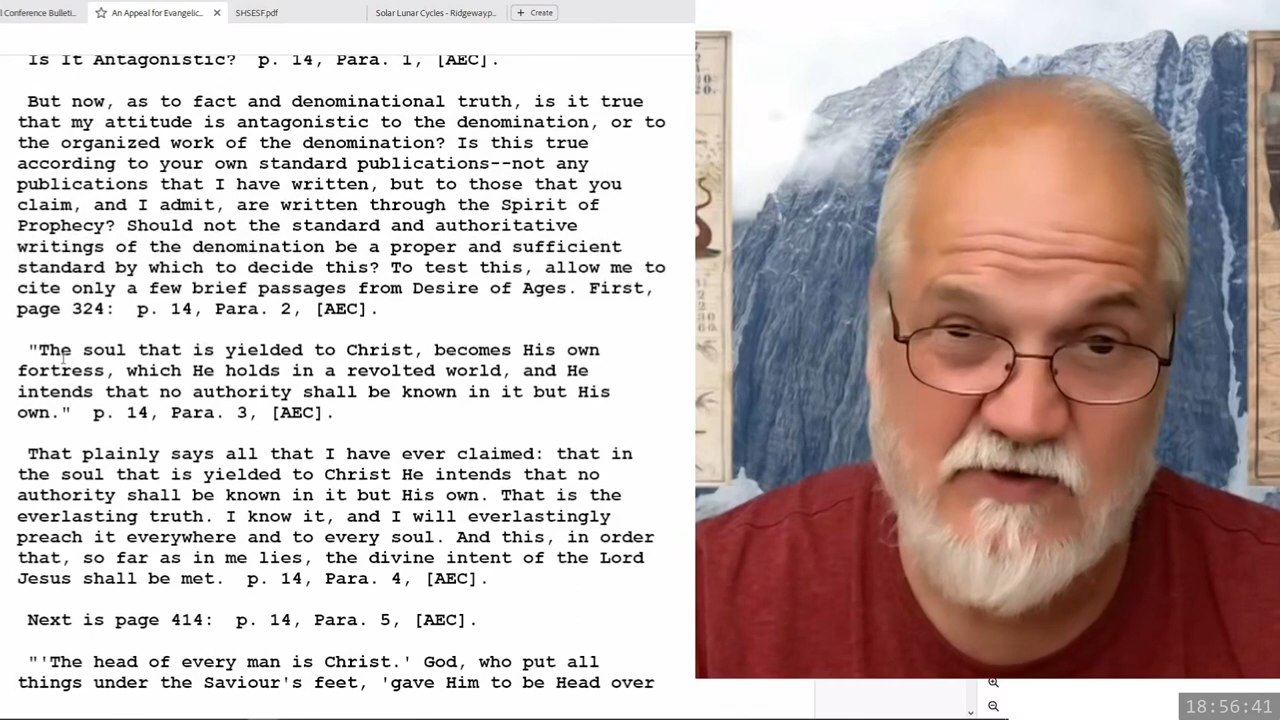 l Conference Bulleti..
An Appeal for Evangelic...
SHSESF.pdf
Solar Lunar Cycles - Ridgewayp..
+ Create
Is It Antagonistic?  p. 14, Para. 1, [AEC].
But now, as to fact and denominational truth, is it true
that my attitude is antagonistic to the denomination, or to
the organized work of the denomination? Is this true
according to your own standard publications--not any
publications that I have written, but to those that you
claim, and I admit, are written through the Spirit of
Prophecy? Should not the standard and authoritative
writings of the denomination be a proper and sufficient
standard by which to decide this? To test this, allow me to
cite only a few brief passages from Desire of Ages. First,
page 324:  p. 14, Para. 2, [AEC].
"The soul that is yielded to Christ, becomes His own
fortress, which He holds in a revolted world, and He
intends that no authority shall be known in it but His
own."  p. 14, Para. 3, [AEC].
That plainly says all that I have ever claimed: that in
the soul that is yielded to Christ He intends that no
authority shall be known in it but His own. That is the
everlasting truth. I know it, and I will everlastingly
preach it everywhere and to every soul. And this, in order
that, so far as in me lies, the divine intent of the Lord
Jesus shall be met.  p. 14, Para. 4, [AEC].
Next is page 414:  p. 14, Para. 5, [AEC].
"'The head of every man is Christ.' God, who put all
things under the Saviour's feet, 'gave Him to be Head over
18:56:41